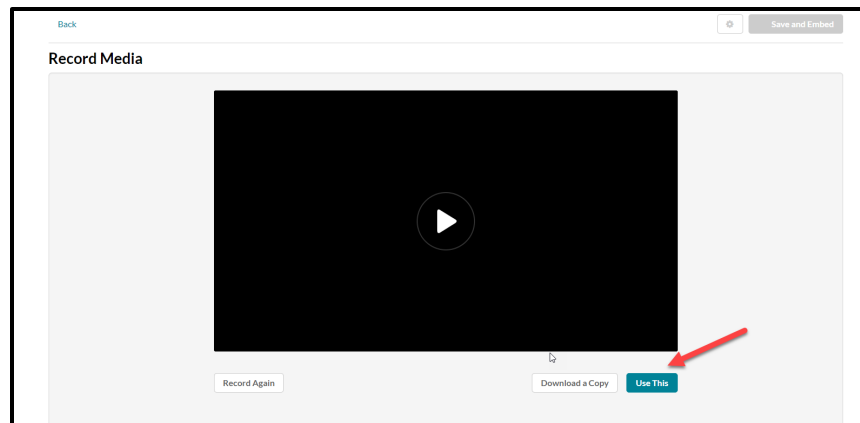 Back
Save and Embed
Record Media
Record Again
Download a Copy
Use This